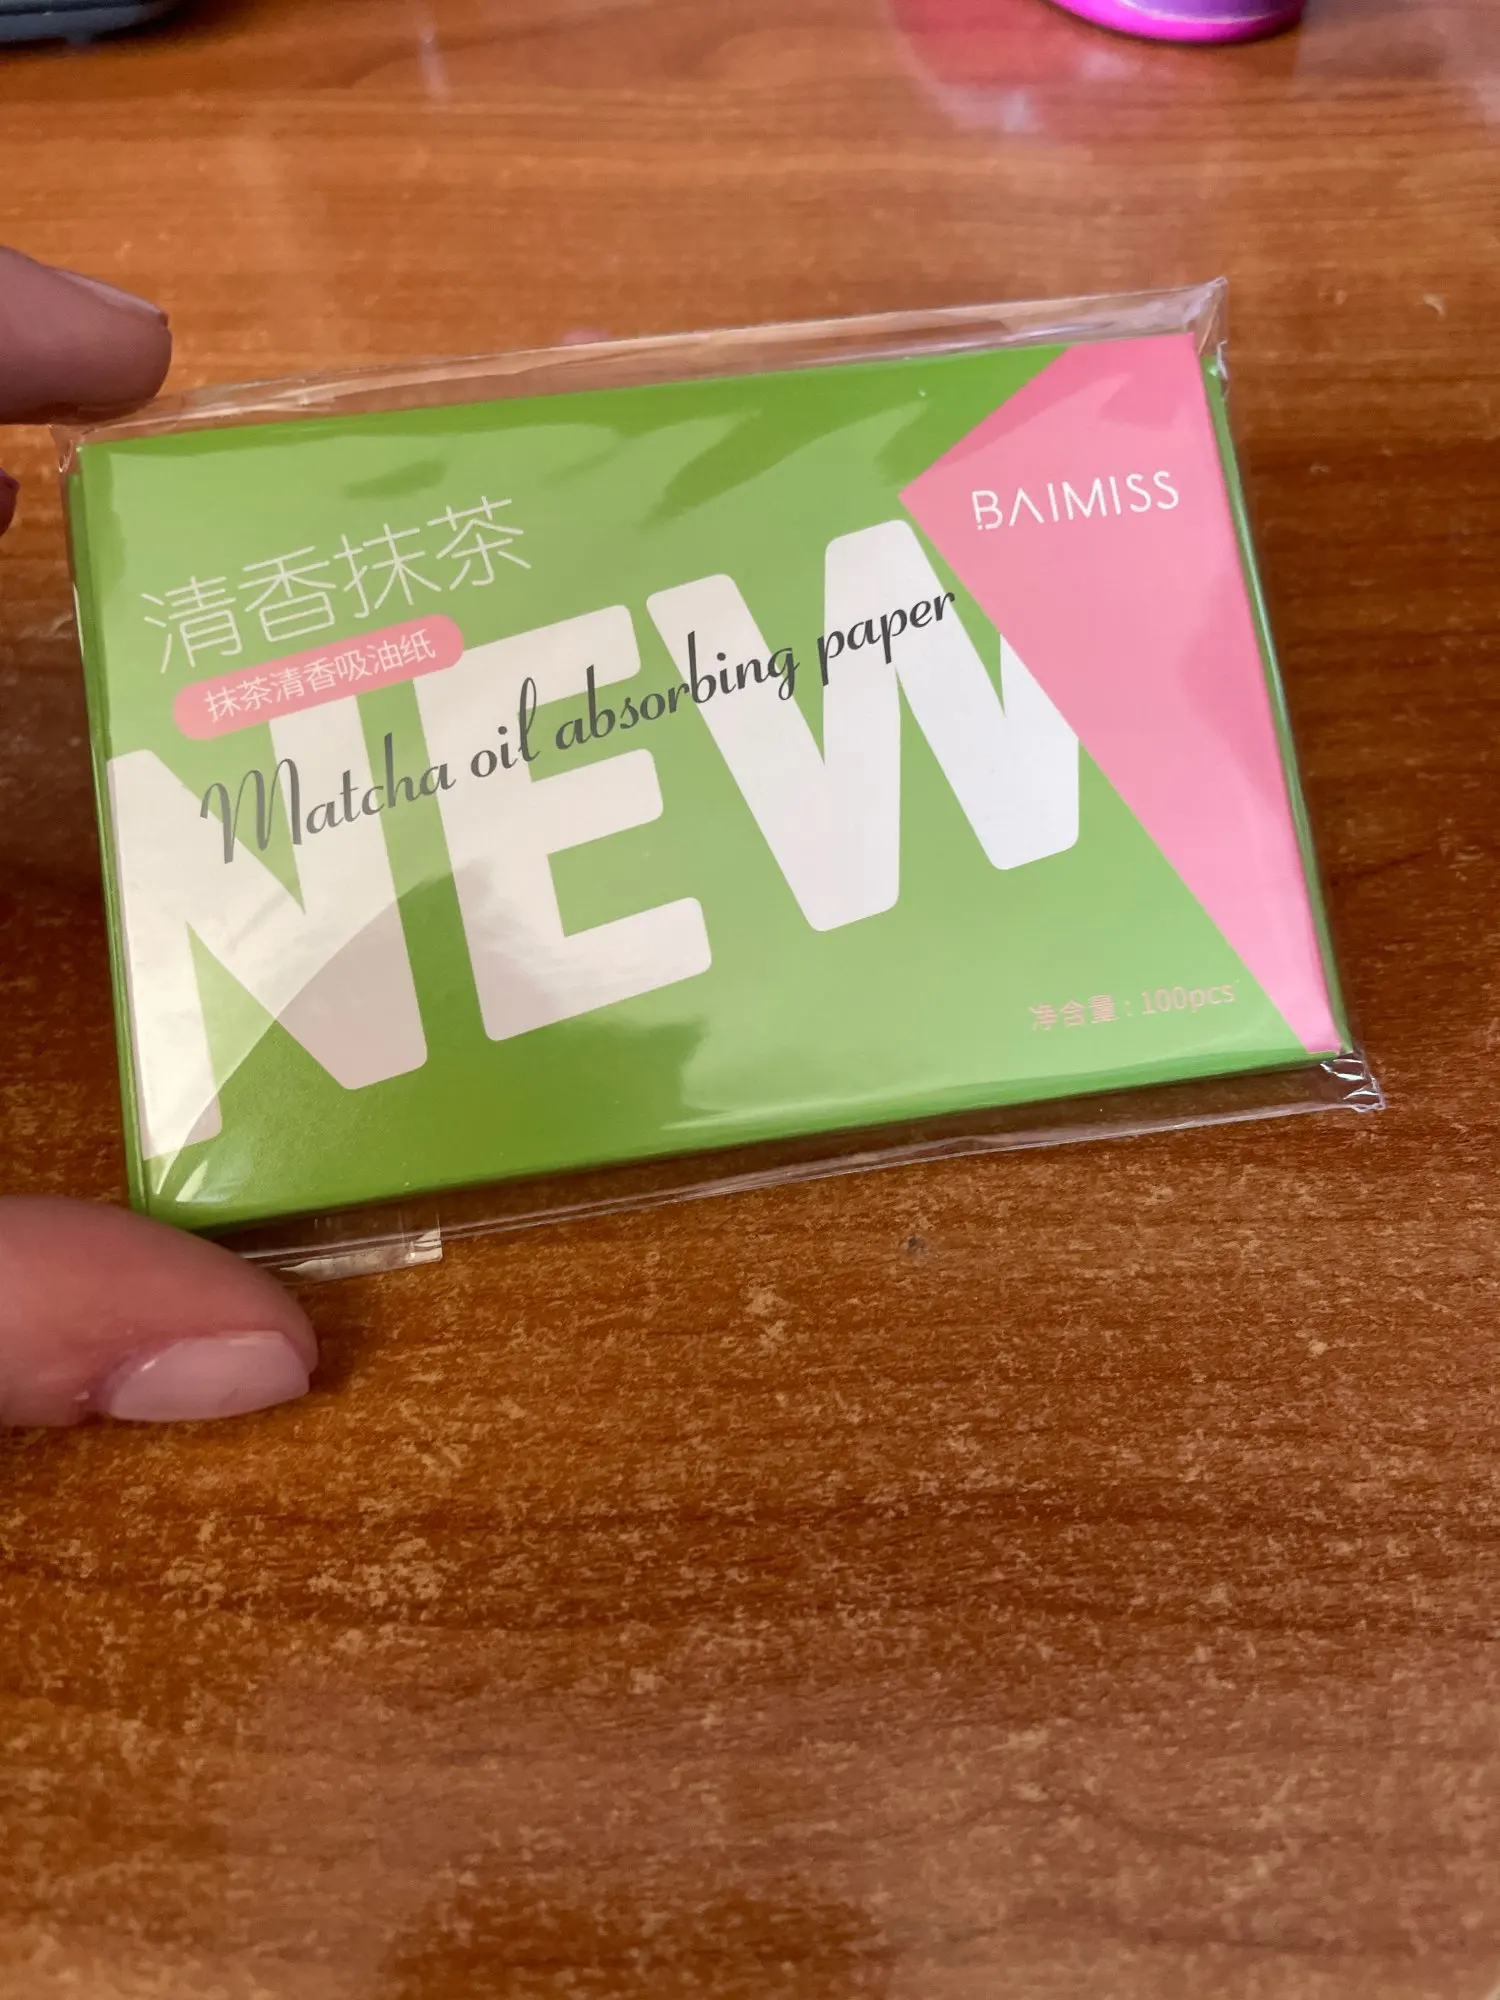 BAIMISS
清香抹茶
抹茶清香吸油纸
NEW
Matcha oil absorbing paper
净含量：100pcs